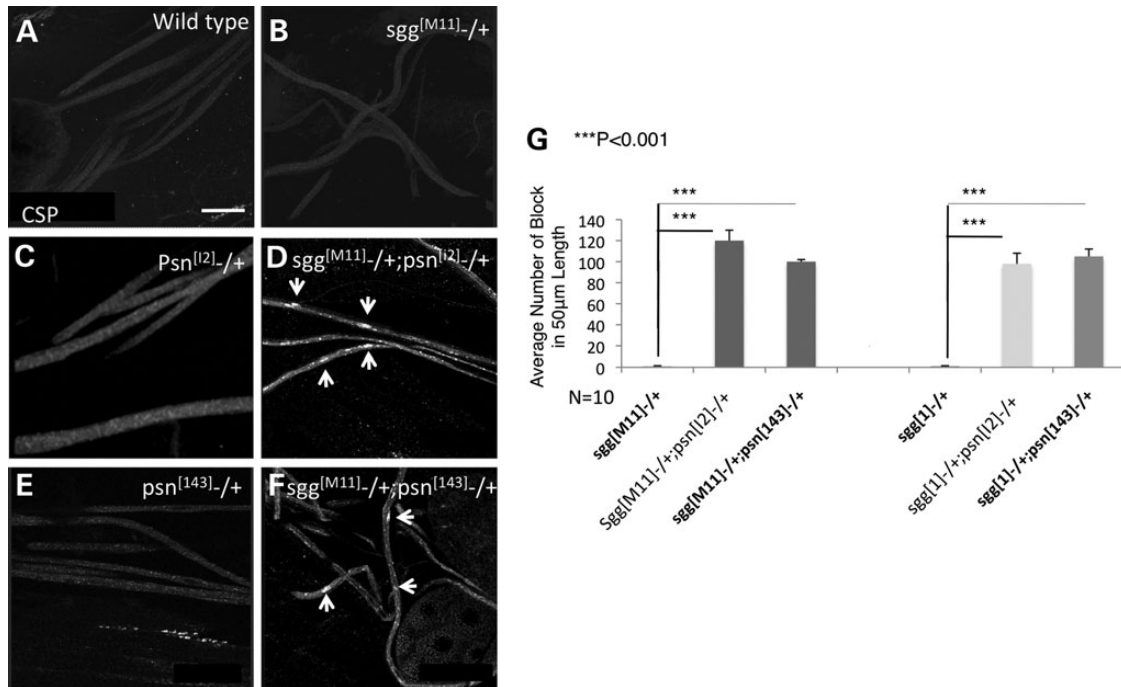 A Wild type
CSP
B sgg[M11]-/+
C Psn[I2]-/+
D sgg[M11]-/+;psn[i2]-/+
E psn[143]-/+
F sgg[M11]-/+;psn[143]-/+
G ***P<0.001
***
***
***
***
Average Number of Block
in 50µm Length
140
120
100
80
60
40
20
0
N=10
sgg[M11]-/+
Sgg[M11]-/+;psn[I2]-/+
sgg[M11]-/+;psn[143]-/+
sgg[1]-/+
sgg[1]-/+;psn[I2]-/+
sgg[1]-/+;psn[143]-/+